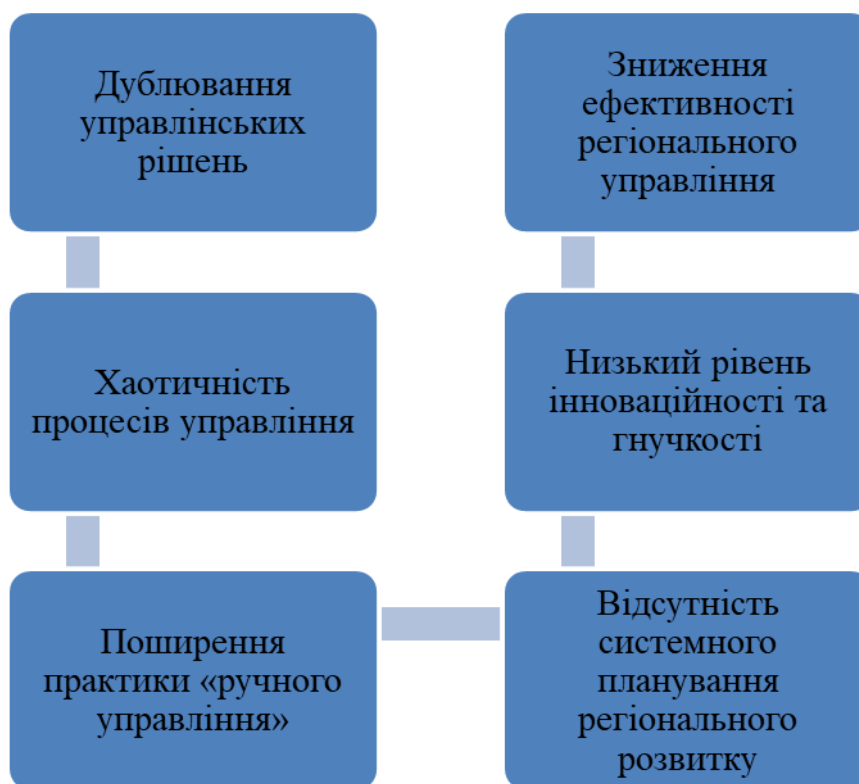 Дублювання
управлінських
рішень
Хаотичність
процесів управління
Поширення
практики «ручного
управління»
Відсутність
системного
планування
регіонального
розвитку
Низький рівень
інноваційності та
гнучкості
Зниження
ефективності
регіонального
управління